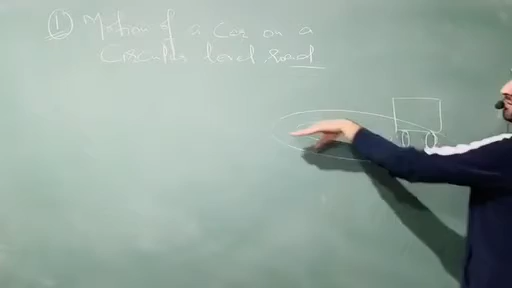 ① Motion of a Car on a
Circular level road